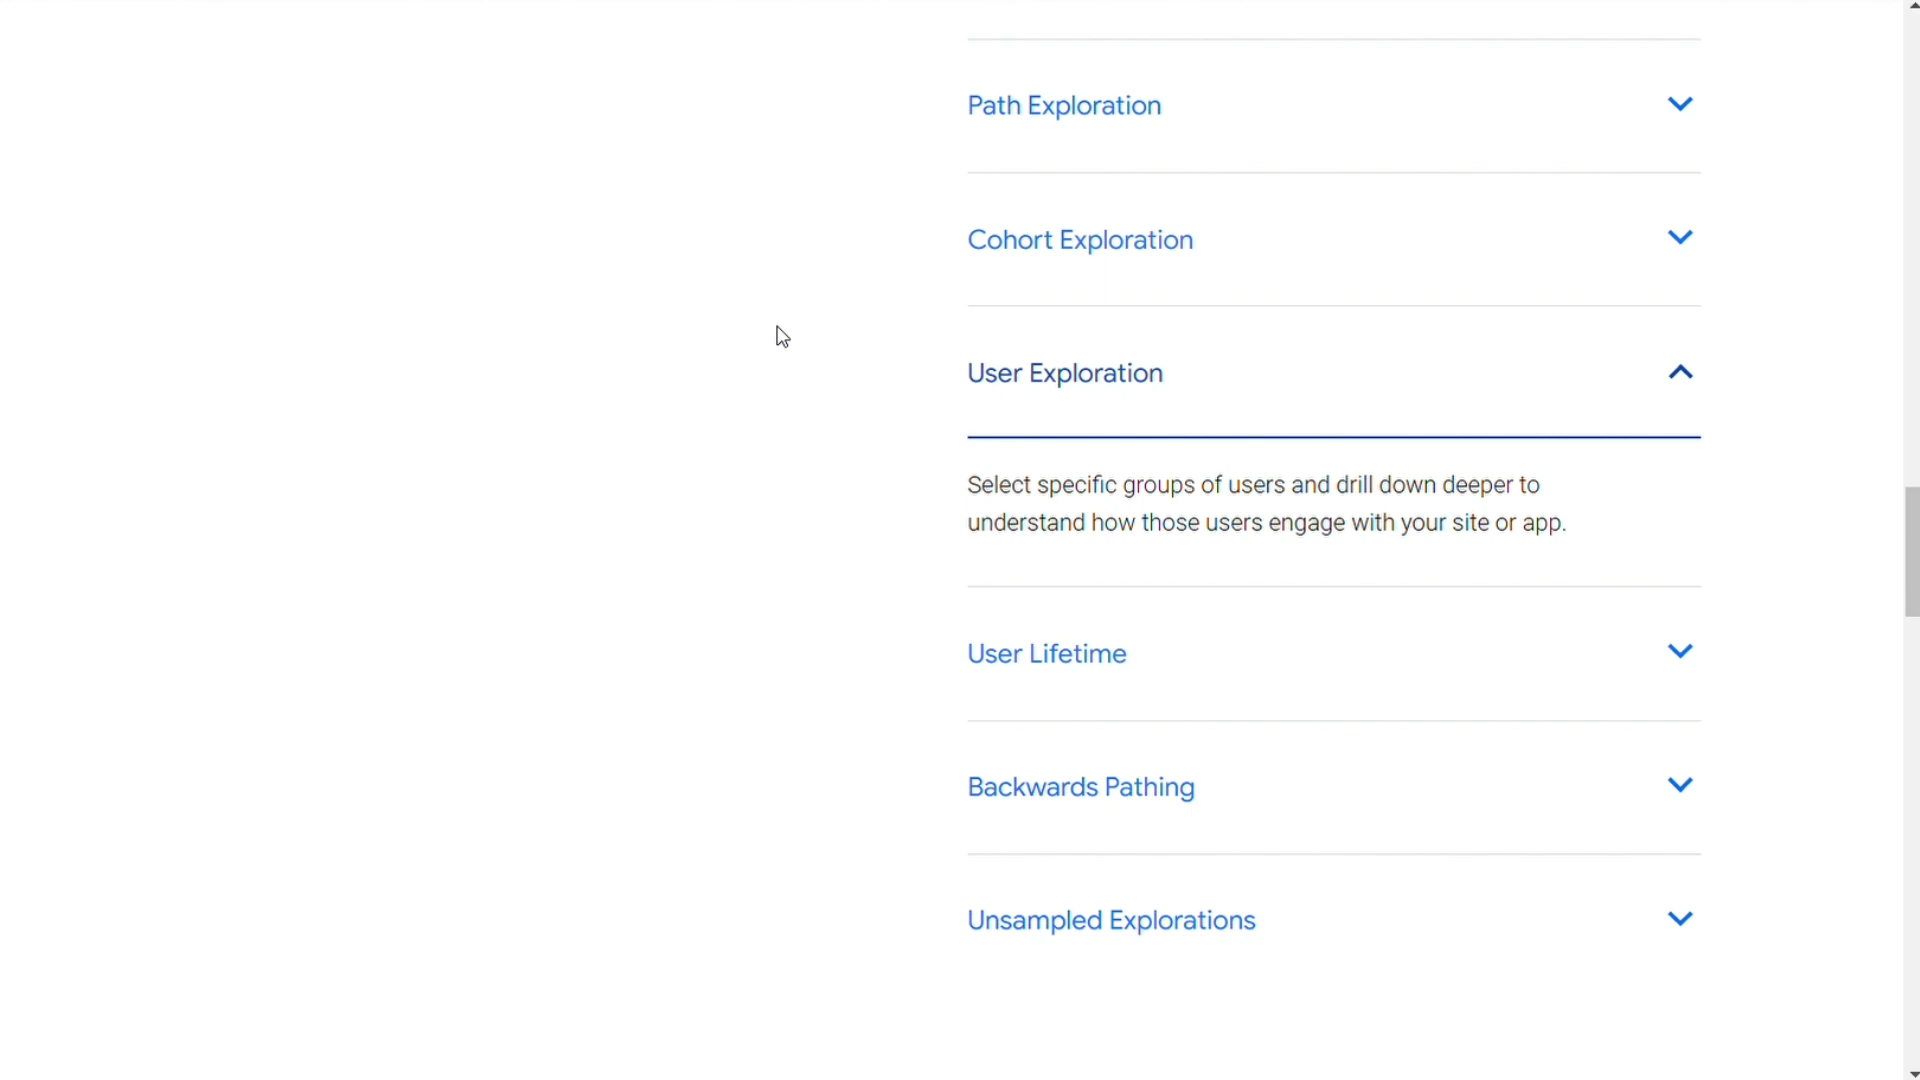 Path Exploration
Cohort Exploration
User Exploration
Select specific groups of users and drill down deeper to
understand how those users engage with your site or app.
User Lifetime
Backwards Pathing
Unsampled Explorations